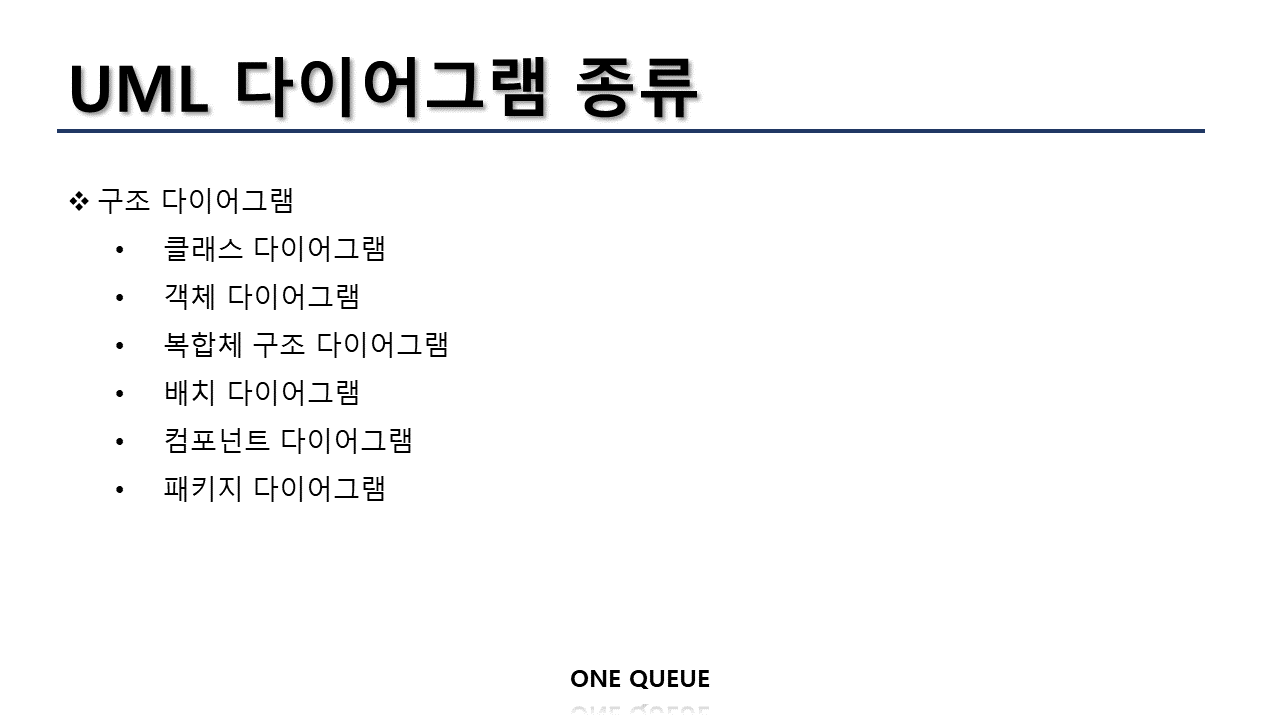 UML 다이어그램 종류
❖ 구조 다이어그램
• 클래스 다이어그램
• 객체 다이어그램
• 복합체 구조 다이어그램
• 배치 다이어그램
• 컴포넌트 다이어그램
• 패키지 다이어그램
ONE QUEUE